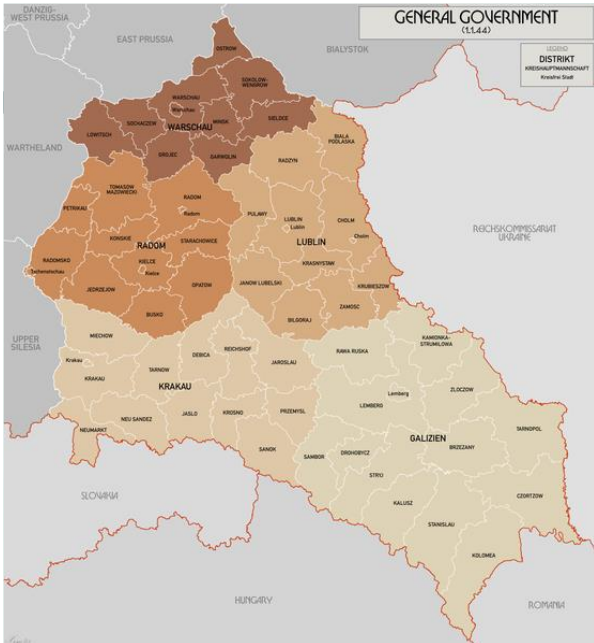 DANZIG-
WEST PRUSSIA
EAST PRUSSIA
BIALYSTOK
GENERAL GOVERNMENT
(1.1.44)
LEGEND
DISTRIKT
KREISHAUPTMANNSCHAFT
Kreisfrei Stadt
WARTHELAND
OSTROW
SOKOLOW-
WENGROW
WARSCHAU
Warschau
SOCHACZEW
WARSCHAU
MINSK
SIELDCE
LOWITSCH
GROJEC
GARWOLIN
BIALA
PODLASKA
RADZYN
TOMASOW
MAZOWIECKI
RADOM
Radom
PETRIKAU
PULAWY
LUBLIN
Lublin
CHOLM
Cholm
REICHSKOMMISSARIAT
UKRAINE
KONSKIE
RADOM
STARACHOWICE
LUBLIN
RADOMSKO
Tschenstochau
KIELCE
Kielce
KRASNYSTAW
JEDRZEJOW
OPATOW
JANOW LUBELSKI
KRUBIESZOW
BUSKO
BILGORAJ
ZAMOSC
UPPER
SILESIA
MIECHOW
DEBICA
REICHSHOF
JAROSLAU
RAWA RUSKA
KAMIONKA-
STRUMILOWA
Krakau
KRAKAU
TARNOW
KRAKAU
Lemberg
ZLOCZOW
LEMBERG
NEUMARKT
NEU SANDEZ
JASLO
KROSNO
PRZEMYSL
GALIZIEN
TARNOPOL
SANOK
SAMBOR
DROHOBYCZ
BRZEZANY
STRYJ
KALUSZ
CZORTZOW
STANISLAU
KOLOMEA
SLOVAKIA
HUNGARY
ROMANIA